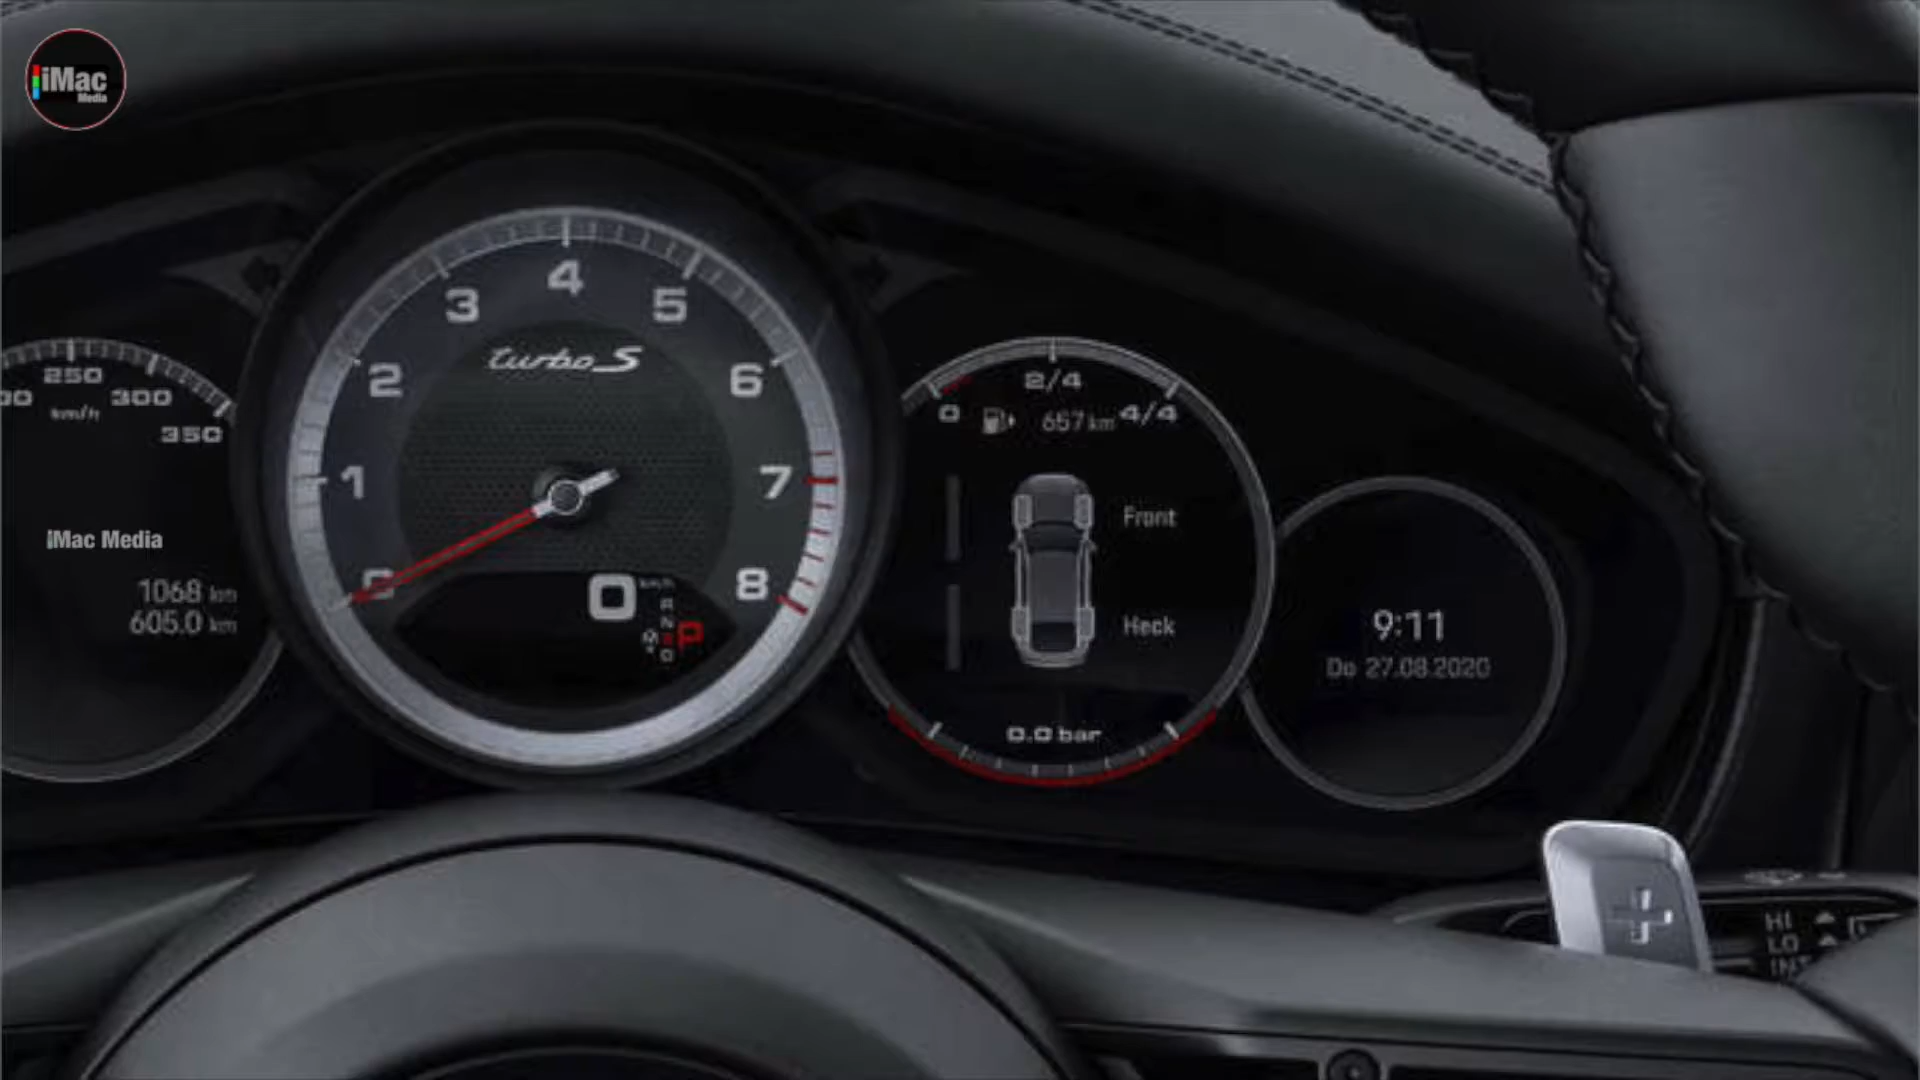 iMac
Media
250
300
km/h
350
iMac Media
1068 km
605.0 km
0
1
2
3
4
5
6
7
8
turbo S
0 km/h
R
N
P
D
0
2/4
4/4
657 km
Front
Heck
0.0 bar
9:11
Do 27.08.2020
HI
LO
INT